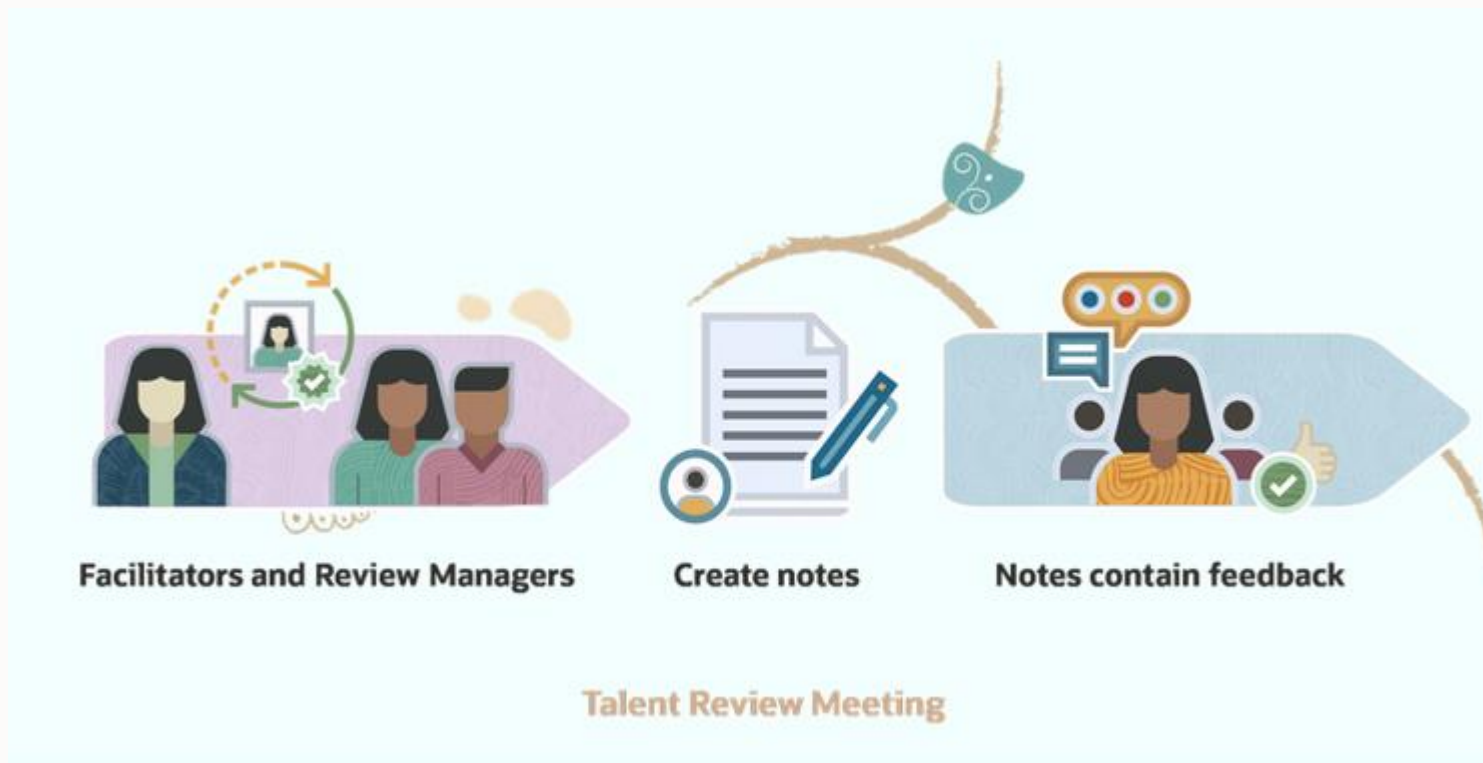 Facilitators and Review Managers
Create notes
Notes contain feedback
Talent Review Meeting